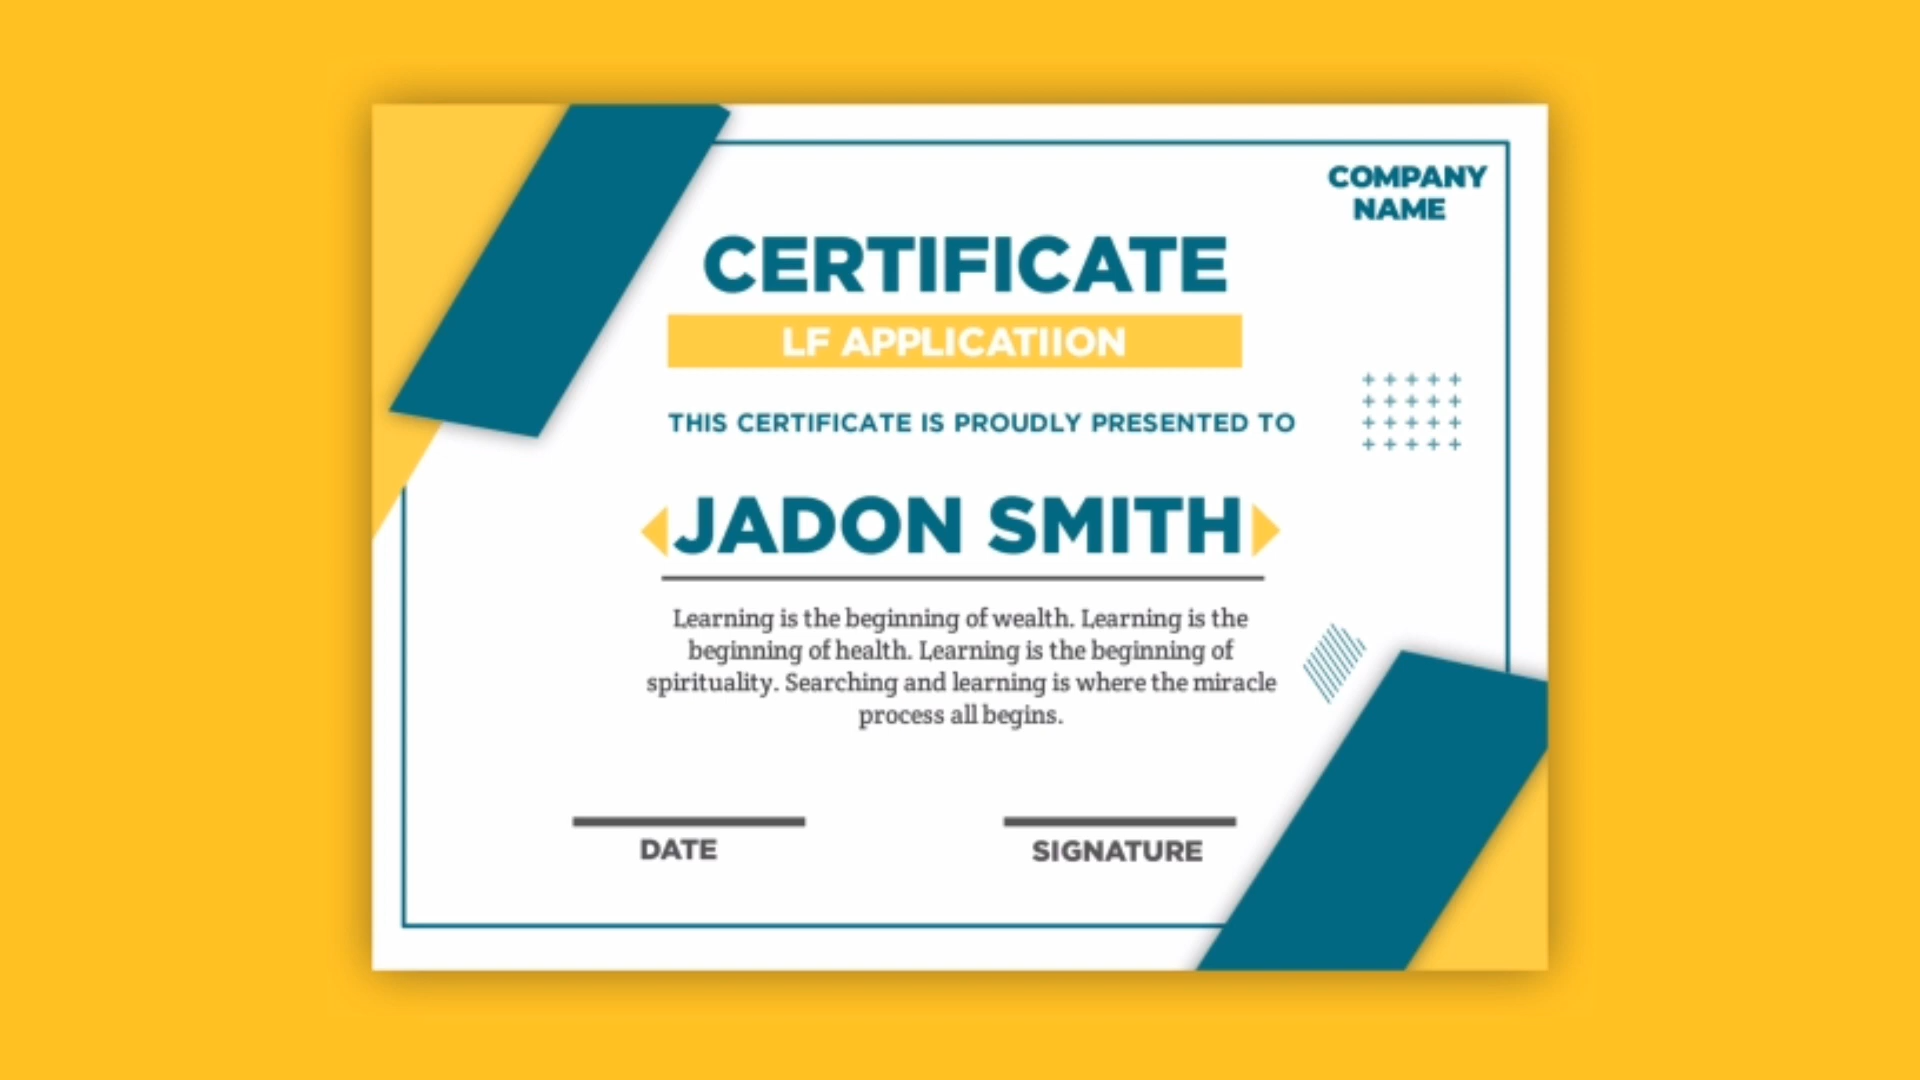 COMPANY
NAME
CERTIFICATE
LF APPLICATIION
THIS CERTIFICATE IS PROUDLY PRESENTED TO
JADON SMITH
Learning is the beginning of wealth. Learning is the
beginning of health. Learning is the beginning of
spirituality. Searching and learning is where the miracle
process all begins.
DATE
SIGNATURE